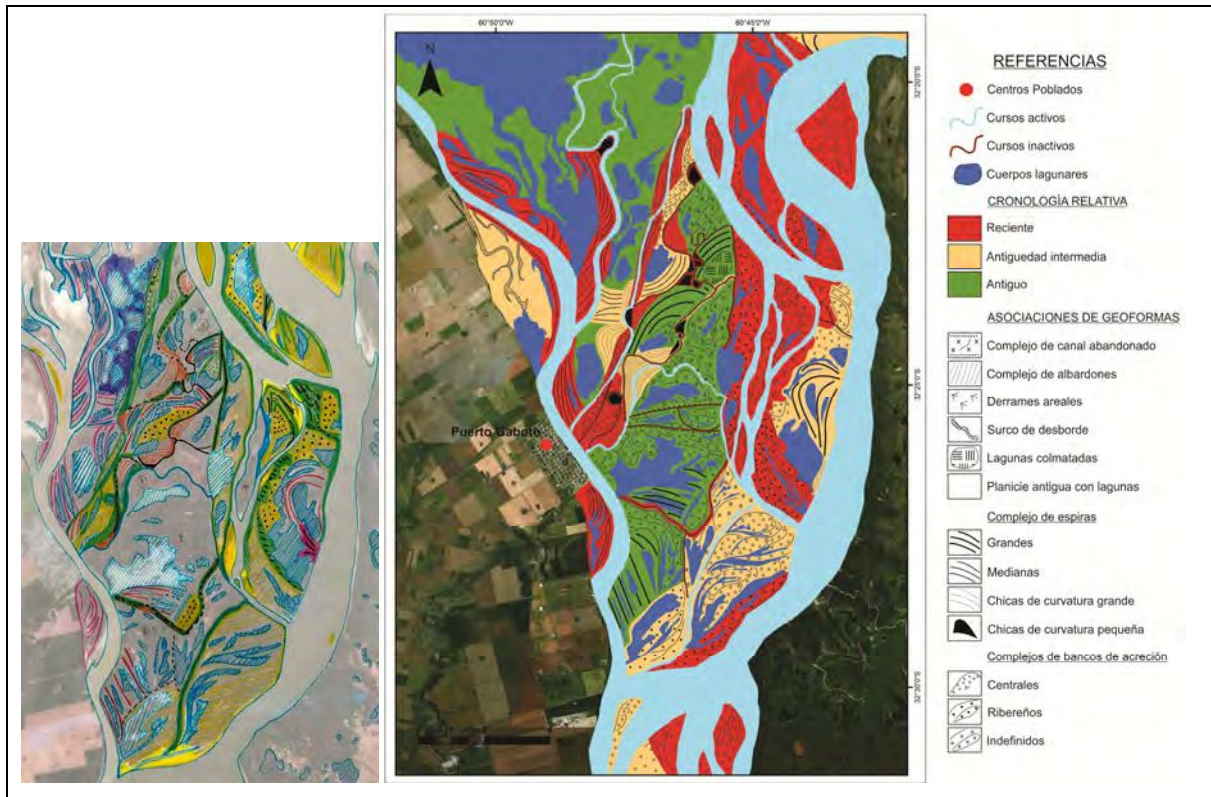 60°50'0"W
60°45'0"W
N
32°20'0"S
32°25'0"S
32°30'0"S
Puerto Gaboto
REFERENCIAS
Centros Poblados
Cursos activos
Cursos inactivos
Cuerpos lagunares
CRONOLOGÍA RELATIVA
Reciente
Antiguedad intermedia
Antiguo
ASOCIACIONES DE GEOFORMAS
Complejo de canal abandonado
Complejo de albardones
Derrames areales
Surco de desborde
Lagunas colmatadas
Planicie antigua con lagunas
Complejo de espiras
Grandes
Medianas
Chicas de curvatura grande
Chicas de curvatura pequeña
Complejos de bancos de acreción
Centrales
Ribereños
Indefinidos